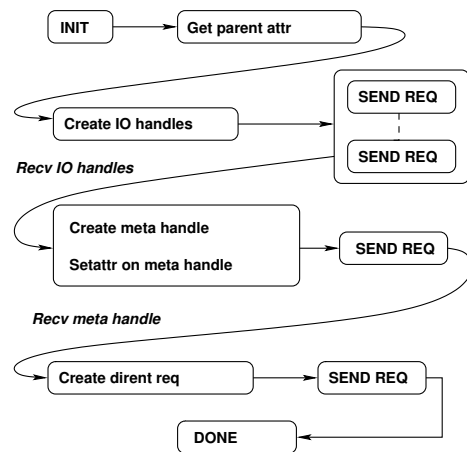 INIT
Get parent attr
SEND REQ
Create IO handles
SEND REQ
Recv IO handles
Create meta handle
SEND REQ
Setattr on meta handle
Recv meta handle
Create dirent req
SEND REQ
DONE